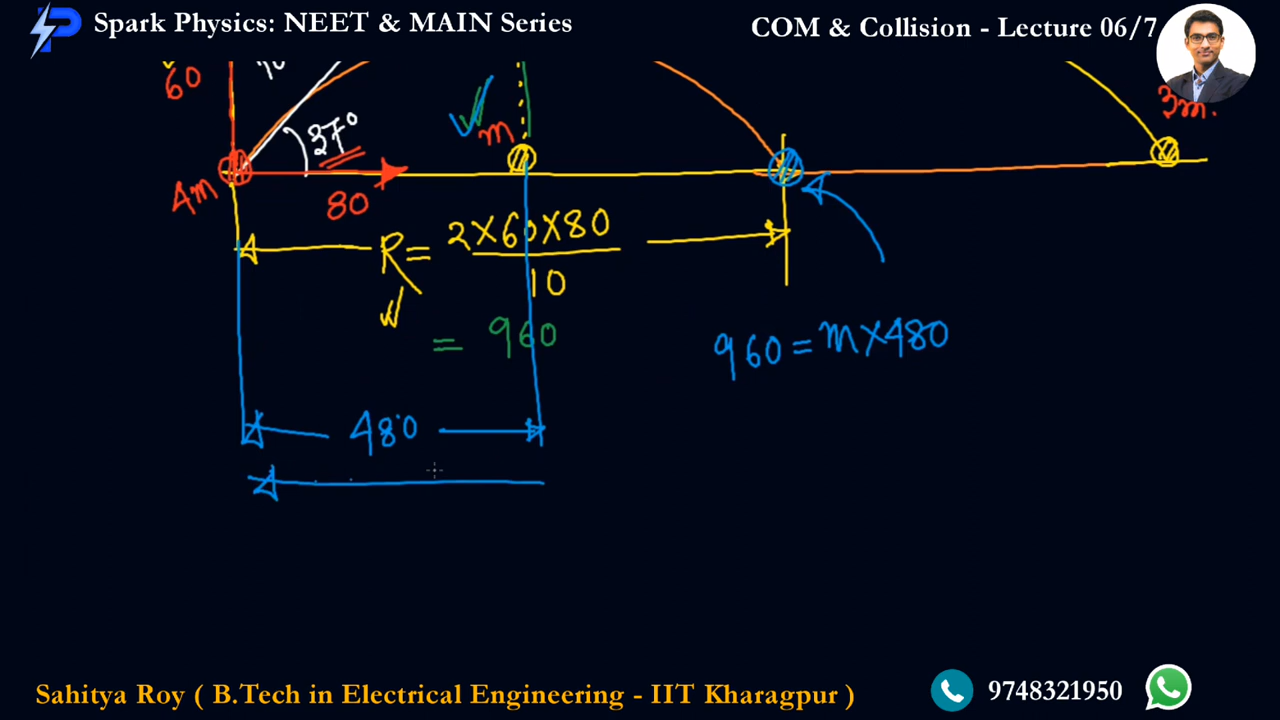 Spark Physics: NEET & MAIN Series
COM & Collision - Lecture 06/7
60
37°
m
3m.
4m
80
R = 2×60×80
10
= 960
960 = m×480
480
Sahitya Roy ( B.Tech in Electrical Engineering - IIT Kharagpur )
9748321950